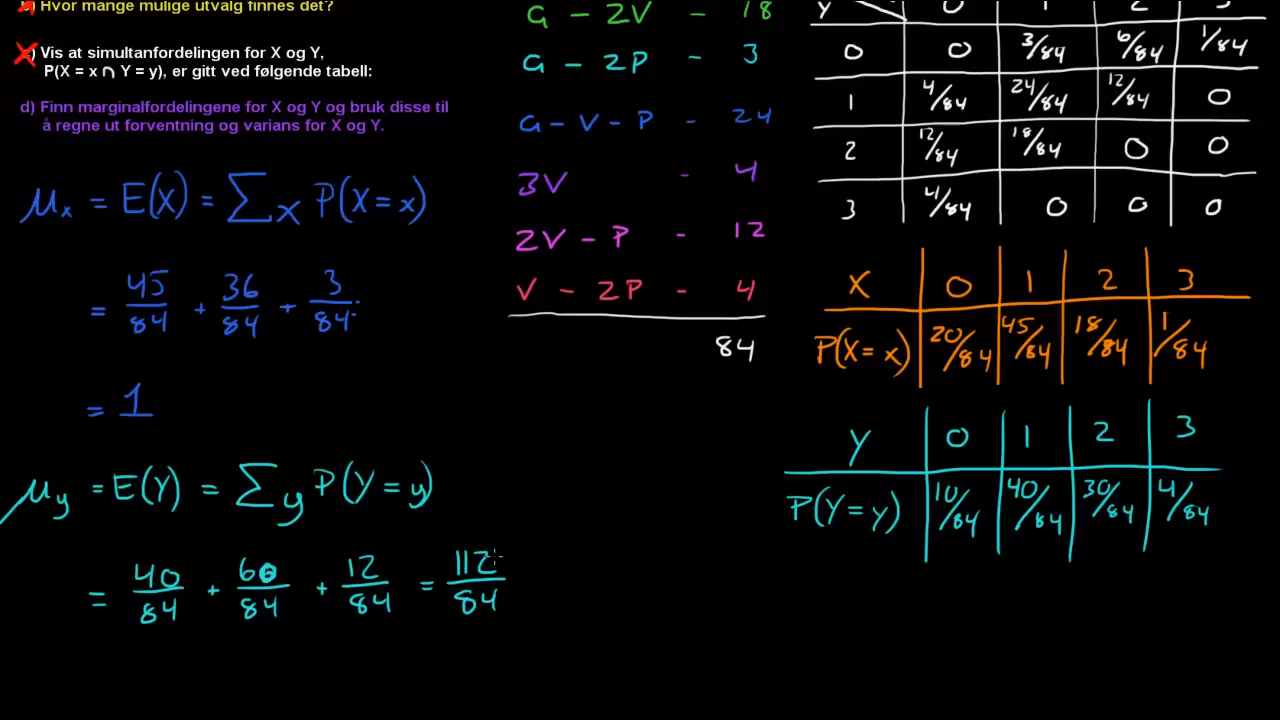 b) Hvor mange mulige utvalg finnes det?
) Vis at simultanfordelingen for X og Y,
P(X = x ∩ Y = y), er gitt ved følgende tabell:
d) Finn marginalfordelingene for X og Y og bruk disse til
å regne ut forventning og varians for X og Y.
μx = E(X) = ∑ x P(X = x)
= 45/84 + 36/84 + 3/84
= 1
μy = E(Y) = ∑ y P(Y = y)
= 40/84 + 60/84 + 12/84 = 112/84
G - 2V - 18
G - 2P - 3
G - V - P - 24
3V - 4
2V - P - 12
V - 2P - 4
84
Y 0 1 2 3
0 0 3/84 6/84 1/84
1 4/84 24/84 12/84 0
2 12/84 18/84 0 0
3 4/84 0 0 0
X 0 1 2 3
P(X = x) 20/84 45/84 18/84 1/84
Y 0 1 2 3
P(Y = y) 10/84 40/84 30/84 4/84